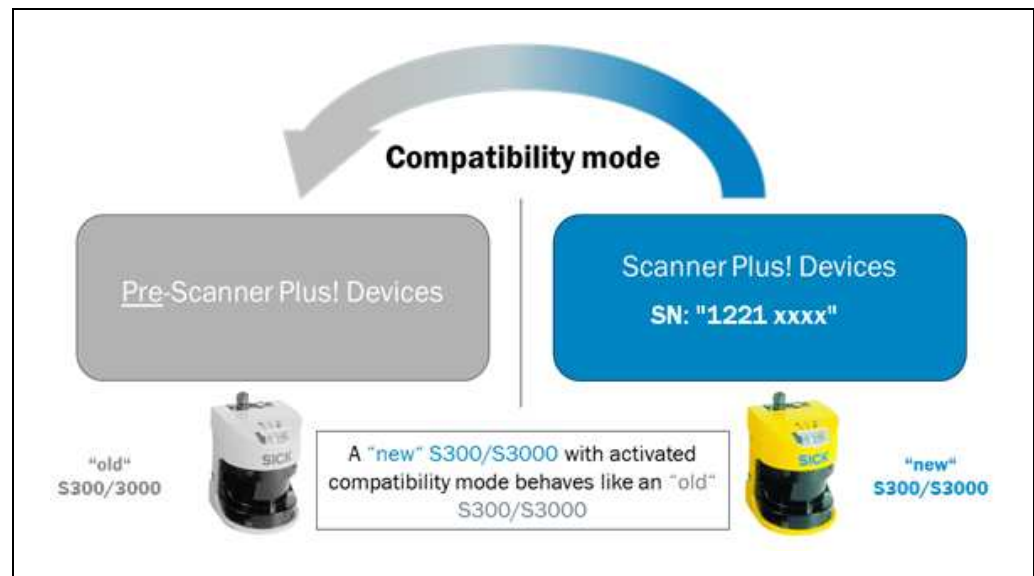 Compatibility mode
Pre-Scanner Plus! Devices
Scanner Plus! Devices
SN: "1221 xxxx"
"old"
S300/3000
SICK
A "new" S300/S3000 with activated
compatibility mode behaves like an "old"
S300/S3000
SICK
"new"
S300/S3000